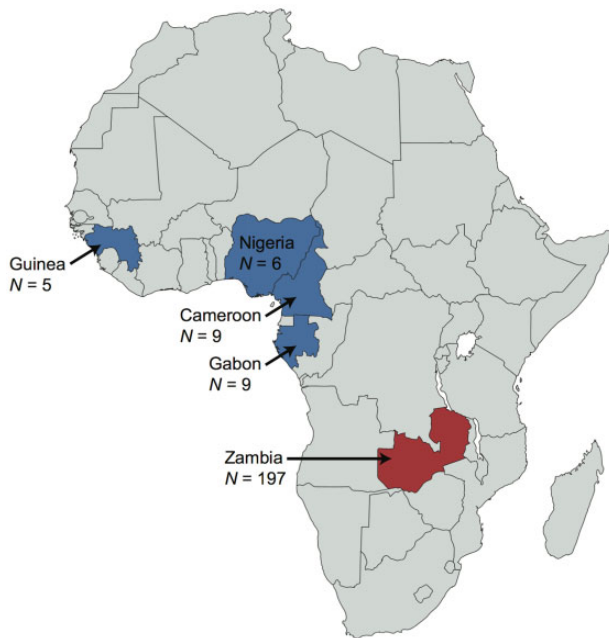 Guinea
N = 5
Nigeria
N = 6
Cameroon
N = 9
Gabon
N = 9
Zambia
N = 197